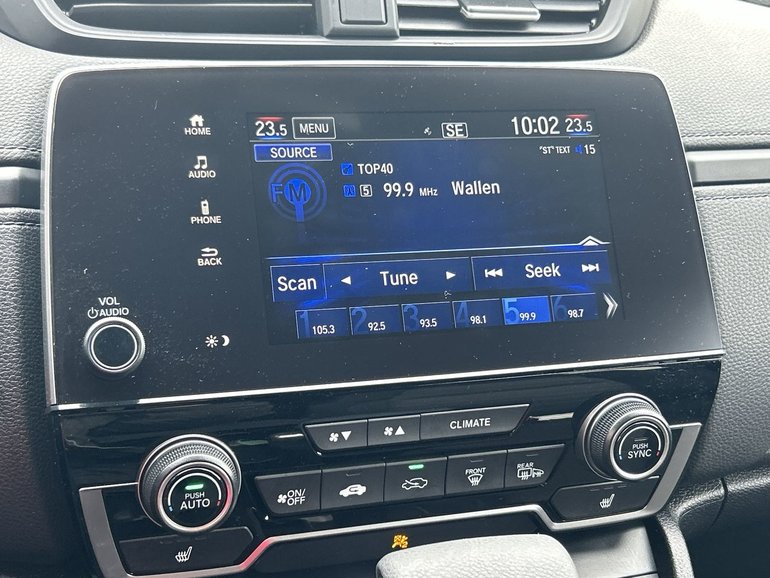 HOME
23.5 MENU SE 10:02 23.5
SOURCE
"ST" TEXT 15
AUDIO
TOP40
FM
5 99.9 MHz Wallen
PHONE
BACK
Scan Tune Seek
VOL
AUDIO
1 105.3 2 92.5 3 93.5 4 98.1 5 99.9 6 98.7
CLIMATE
PUSH
AUTO
ON/
OFF
FRONT
REAR
PUSH
SYNC